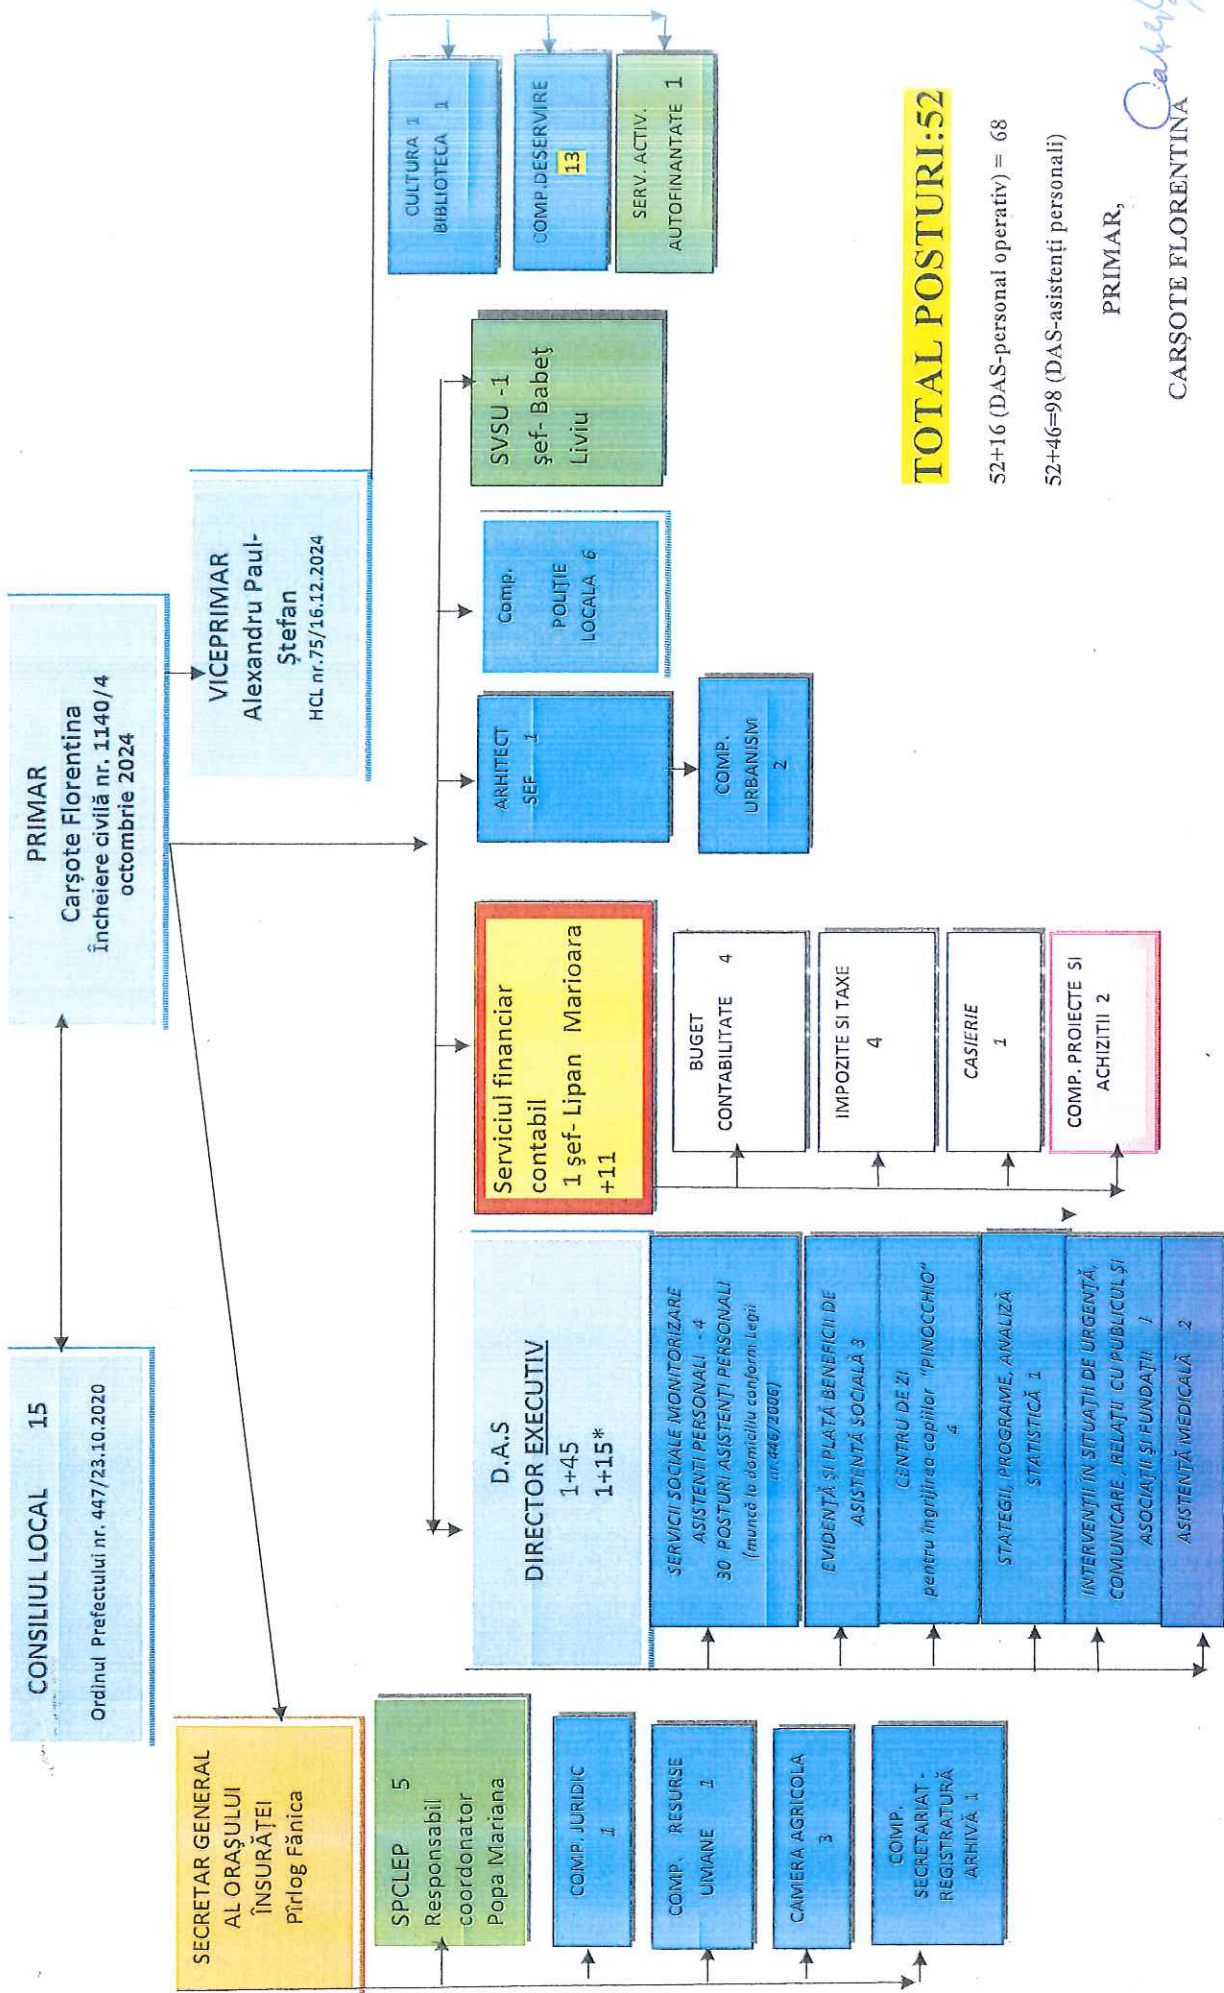 CONSILIUL LOCAL 15
Ordinul Prefectului nr. 447/23.10.2020
PRIMAR
Carșote Florentina
Încheiere civilă nr. 1140/4
octombrie 2024
VICEPRIMAR
Alexandru Paul-
Ștefan
HCL nr.75/16.12.2024
SECRETAR GENERAL
AL ORAȘULUI
ÎNSURĂȚEI
Pîrlog Fănica
SPCLEP 5
Responsabil
coordonator
Popa Mariana
COMP. JURIDIC
1
COMP. RESURSE
UMANE 1
CAMERA AGRICOLA
3
COMP.
SECRETARIAT -
REGISTRATURĂ
ARHIVĂ 1
D.A.S
DIRECTOR EXECUTIV
1+45
1+15*
SERVICII SOCIALE MONITORIZARE
ASISTENȚI PERSONALI - 4
30 POSTURI ASISTENȚI PERSONALI
(muncă la domiciliu conform Legii
nr.446/2006)
EVIDENȚĂ ȘI PLATĂ BENEFICII DE
ASISTENȚĂ SOCIALĂ 3
CENTRU DE ZI
pentru îngrijirea copiilor "PINOCCHIO"
4
STATEGII, PROGRAME, ANALIZĂ
STATISTICĂ 1
INTERVENȚII ÎN SITUAȚII DE URGENȚĂ,
COMUNICARE, RELAȚII CU PUBLICUL ȘI
ASOCIAȚII ȘI FUNDAȚII 1
ASISTENȚĂ MEDICALĂ 2
Serviciul financiar
contabil
1 șef- Lipan Marioara
+11
BUGET
CONTABILITATE 4
IMPOZITE SI TAXE
4
CASIERIE
1
COMP. PROIECTE SI
ACHIZITII 2
ARHITECT
SEF 1
COMP.
URBANISM
2
Comp.
POLIȚIE
LOCALA 6
SVSU -1
șef- Babeț
Liviu
CULTURA 1
BIBLIOTECA 1
COMP.DESERVIRE
13
SERV. ACTIV.
AUTOFINANTATE 1
TOTAL POSTURI:52
52+16 (DAS-personal operativ) = 68
52+46=98 (DAS-asistenți personali)
PRIMAR,
CARȘOTE FLORENTINA